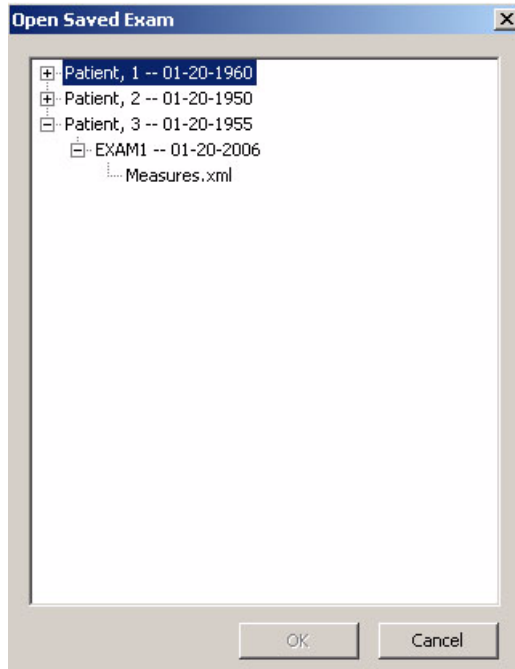 Open Saved Exam
Patient, 1 -- 01-20-1960
Patient, 2 -- 01-20-1950
Patient, 3 -- 01-20-1955
EXAM1 -- 01-20-2006
Measures.xml
OK Cancel